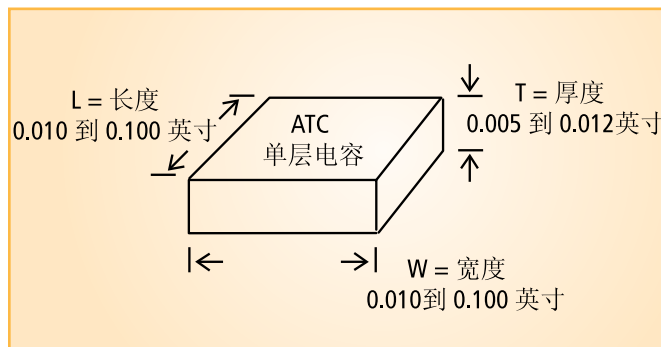 L = 长度
0.010 到 0.100 英寸
ATC
单层电容
T = 厚度
0.005 到 0.012英寸
W = 宽度
0.010到 0.100 英寸